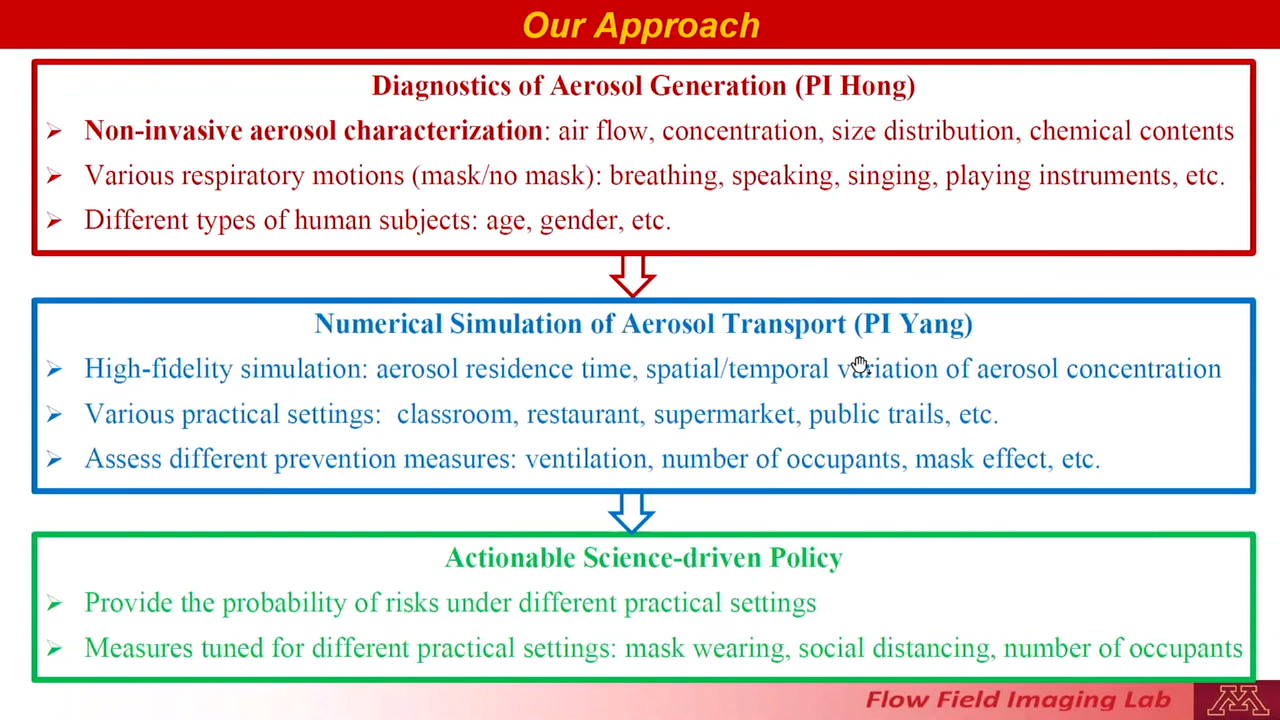 Our Approach
Diagnostics of Aerosol Generation (PI Hong)
Non-invasive aerosol characterization: air flow, concentration, size distribution, chemical contents
Various respiratory motions (mask/no mask): breathing, speaking, singing, playing instruments, etc.
Different types of human subjects: age, gender, etc.
Numerical Simulation of Aerosol Transport (PI Yang)
High-fidelity simulation: aerosol residence time, spatial/temporal variation of aerosol concentration
Various practical settings: classroom, restaurant, supermarket, public trails, etc.
Assess different prevention measures: ventilation, number of occupants, mask effect, etc.
Actionable Science-driven Policy
Provide the probability of risks under different practical settings
Measures tuned for different practical settings: mask wearing, social distancing, number of occupants
Flow Field Imaging Lab
M